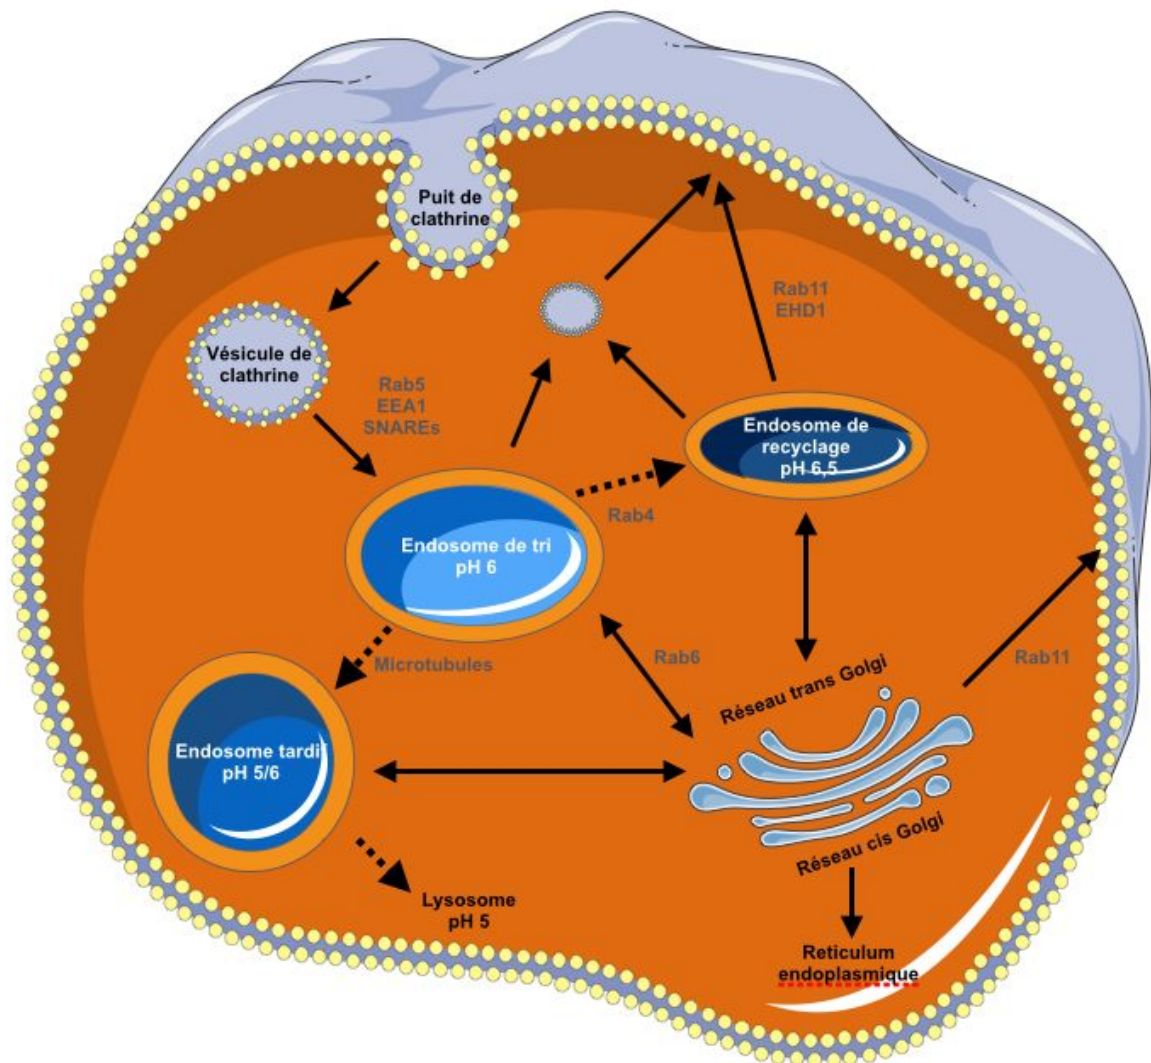 Puit de
clathrine
Vésicule de
clathrine
Rab5
EEA1
SNAREs
Rab11
EHD1
Endosome de
recyclage
pH 6,5
Rab4
Endosome de tri
pH 6
Microtubules
Rab6
Rab11
Réseau trans Golgi
Endosome tardif
pH 5/6
Réseau cis Golgi
Lysosome
pH 5
Reticulum
endoplasmique